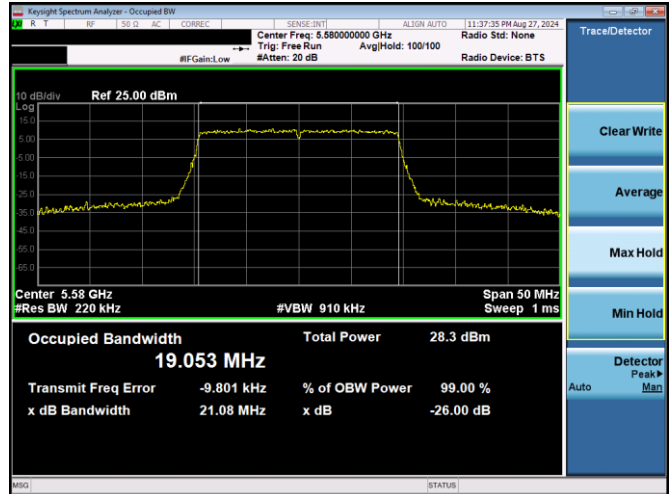 Keysight Spectrum Analyzer - Occupied BW
LXI R T RF 50 Ω AC CORREC SENSE:INT ALIGN AUTO 11:37:35 PM Aug 27, 2024
Center Freq: 5.580000000 GHz Radio Std: None
Trig: Free Run Avg|Hold: 100/100
#IFGain:Low #Atten: 20 dB Radio Device: BTS
Trace/Detector
10 dB/div Ref 25.00 dBm
Log
15.0
5.00
-5.00
-15.0
-25.0
-35.0
-45.0
-55.0
-65.0
Center 5.58 GHz Span 50 MHz
#Res BW 220 kHz #VBW 910 kHz Sweep 1 ms
Occupied Bandwidth Total Power 28.3 dBm
19.053 MHz
Transmit Freq Error -9.801 kHz % of OBW Power 99.00 %
x dB Bandwidth 21.08 MHz x dB -26.00 dB
Clear Write
Average
Max Hold
Min Hold
Detector
Peak▶
Auto Man
MSG STATUS